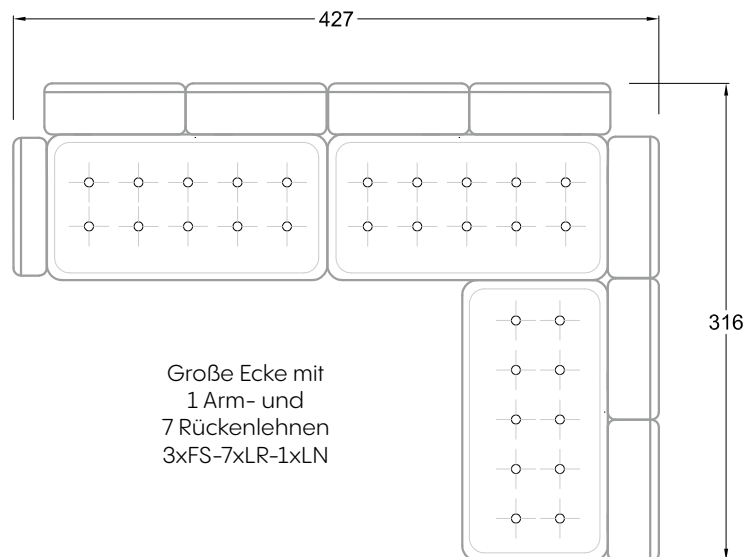 427
316
Große Ecke mit
1 Arm- und
7 Rückenlehnen
3xFS-7xLR-1xLN